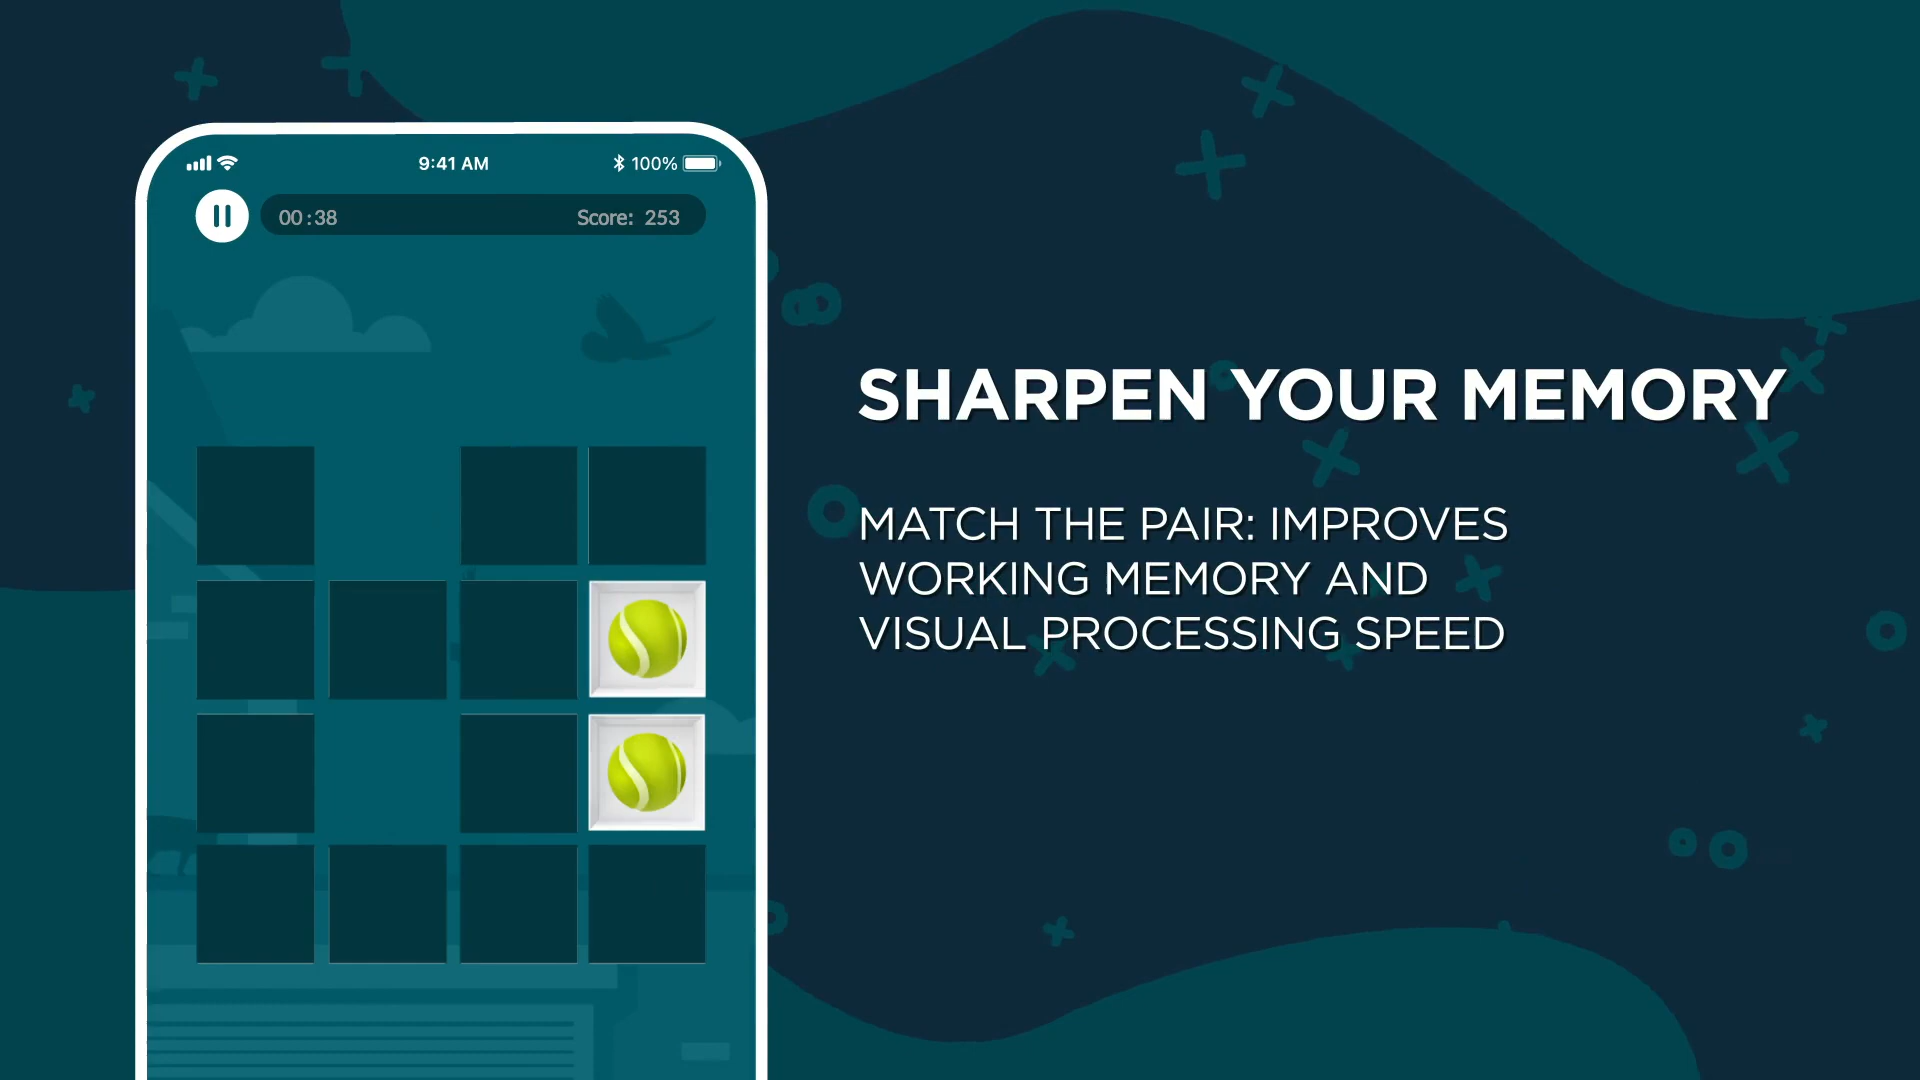 9:41 AM
100%
00:38
Score: 253
SHARPEN YOUR MEMORY
MATCH THE PAIR: IMPROVES
WORKING MEMORY AND
VISUAL PROCESSING SPEED